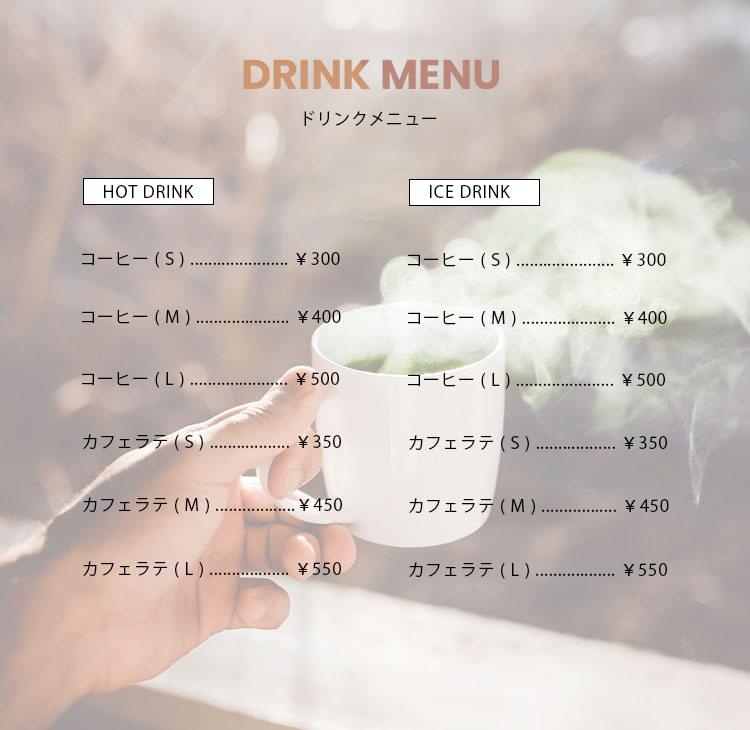 DRINK MENU
ドリンクメニュー
HOT DRINK
コーヒー ( S ) ...................... ¥300
コーヒー ( M ) ..................... ¥400
コーヒー ( L ) ...................... ¥500
カフェラテ ( S ) .................. ¥350
カフェラテ ( M ) .................. ¥450
カフェラテ ( L ) .................. ¥550
ICE DRINK
コーヒー ( S ) ...................... ¥300
コーヒー ( M ) ..................... ¥400
コーヒー ( L ) ...................... ¥500
カフェラテ ( S ) .................. ¥350
カフェラテ ( M ) ................. ¥450
カフェラテ ( L ) .................. ¥550